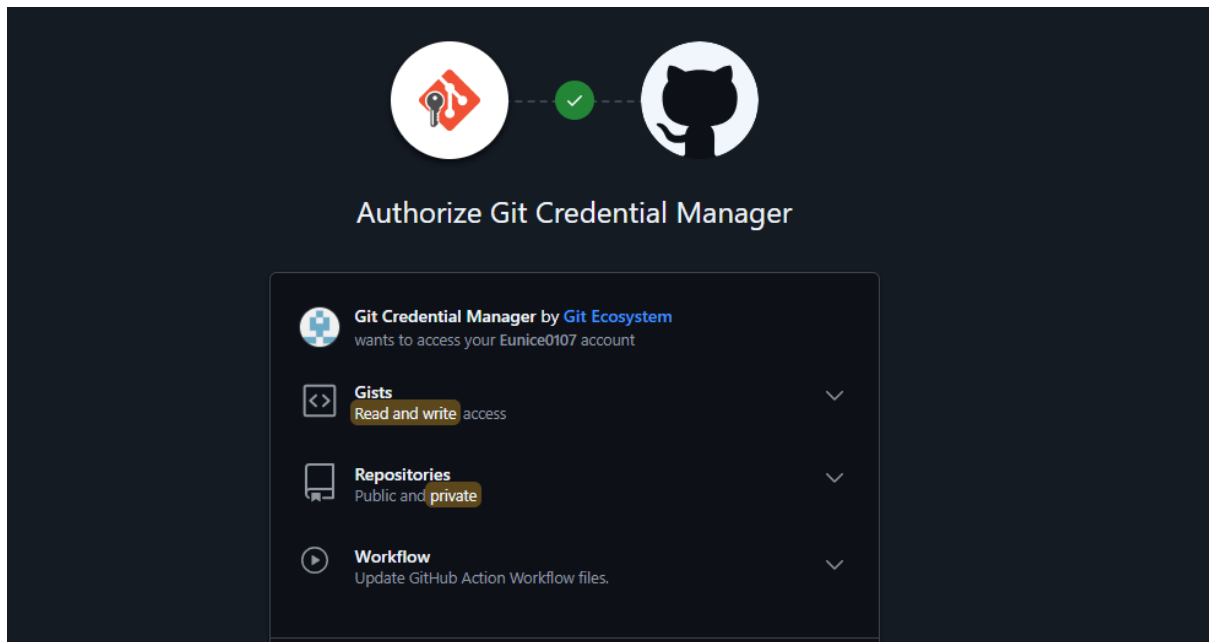 Authorize Git Credential Manager
Git Credential Manager by Git Ecosystem
wants to access your Eunice0107 account
Gists
Read and write access
Repositories
Public and private
Workflow
Update GitHub Action Workflow files.